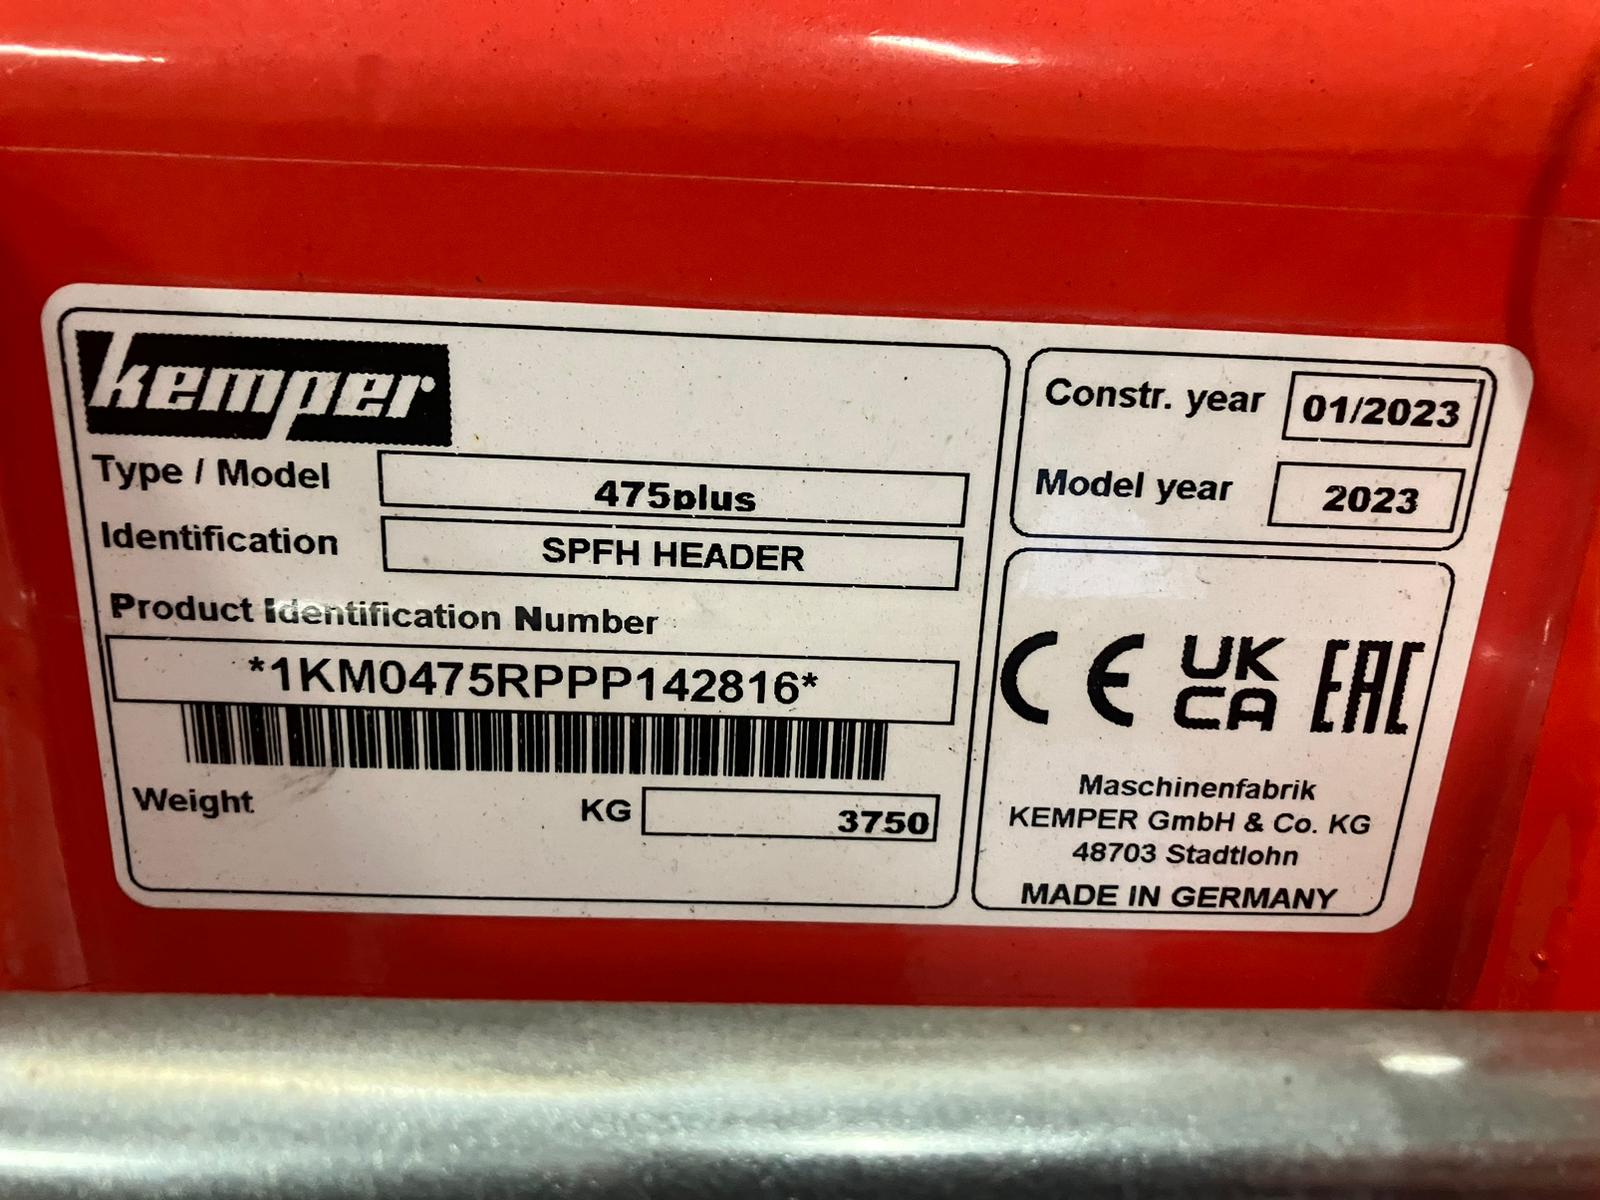 kemper
Type / Model 475plus
Identification SPFH HEADER
Product Identification Number
*1KM0475RPPP142816*
Weight KG 3750
Constr. year 01/2023
Model year 2023
CE UK CA EAC
Maschinenfabrik
KEMPER GmbH & Co. KG
48703 Stadtlohn
MADE IN GERMANY